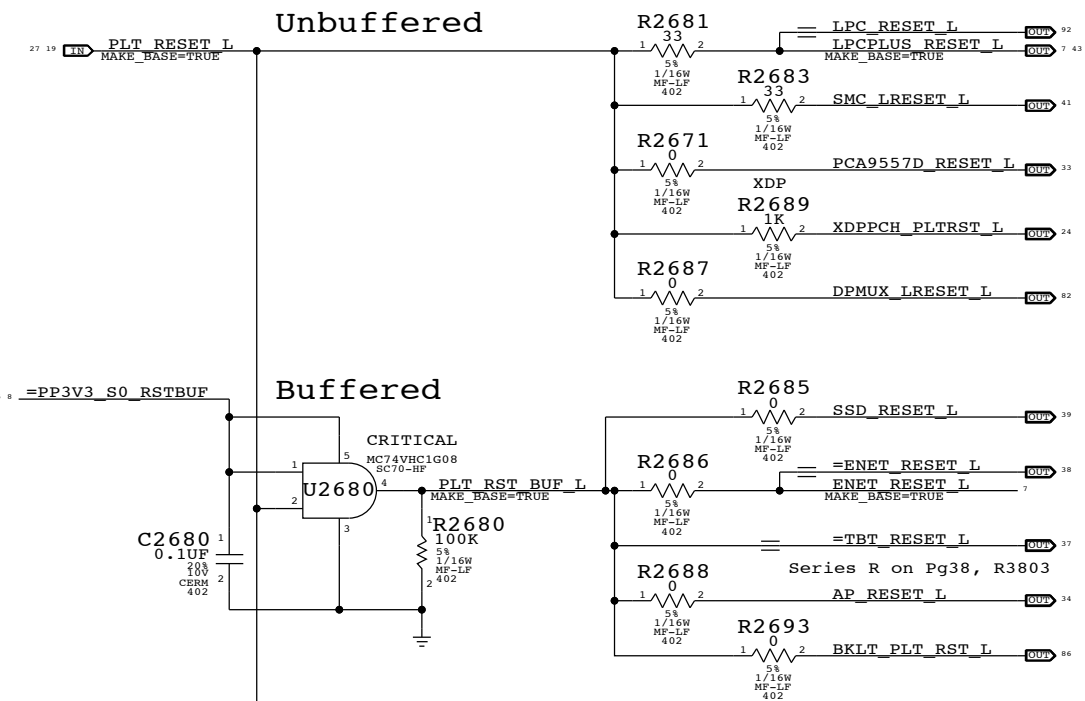 Unbuffered
27 19 IN PLT_RESET_L
MAKE_BASE=TRUE
R2681
33
1 2
5%
1/16W
MF-LF
402
LPC_RESET_L OUT 92
LPCPLUS_RESET_L OUT 7 43
MAKE_BASE=TRUE
R2683
33
1 2
5%
1/16W
MF-LF
402
SMC_LRESET_L OUT 41
R2671
0
1 2
5%
1/16W
MF-LF
402
PCA9557D_RESET_L OUT 33
XDP
R2689
1K
1 2
5%
1/16W
MF-LF
402
XDPPCH_PLTRST_L OUT 24
R2687
0
1 2
5%
1/16W
MF-LF
402
DPMUX_LRESET_L OUT 82
Buffered
8 =PP3V3_S0_RSTBUF
CRITICAL
MC74VHC1G08
SC70-HF
5
1
U2680
4
2
3
PLT_RST_BUF_L
MAKE_BASE=TRUE
C2680
0.1UF
20%
10V
CERM
402
1
2
R2680
100K
5%
1/16W
MF-LF
402
1
2
R2685
0
1 2
5%
1/16W
MF-LF
402
SSD_RESET_L OUT 39
R2686
0
1 2
5%
1/16W
MF-LF
402
=ENET_RESET_L OUT 38
ENET_RESET_L 7
MAKE_BASE=TRUE
=TBT_RESET_L OUT 37
Series R on Pg38, R3803
R2688
0
1 2
5%
1/16W
MF-LF
402
AP_RESET_L OUT 34
R2693
0
1 2
5%
1/16W
MF-LF
402
BKLT_PLT_RST_L OUT 86